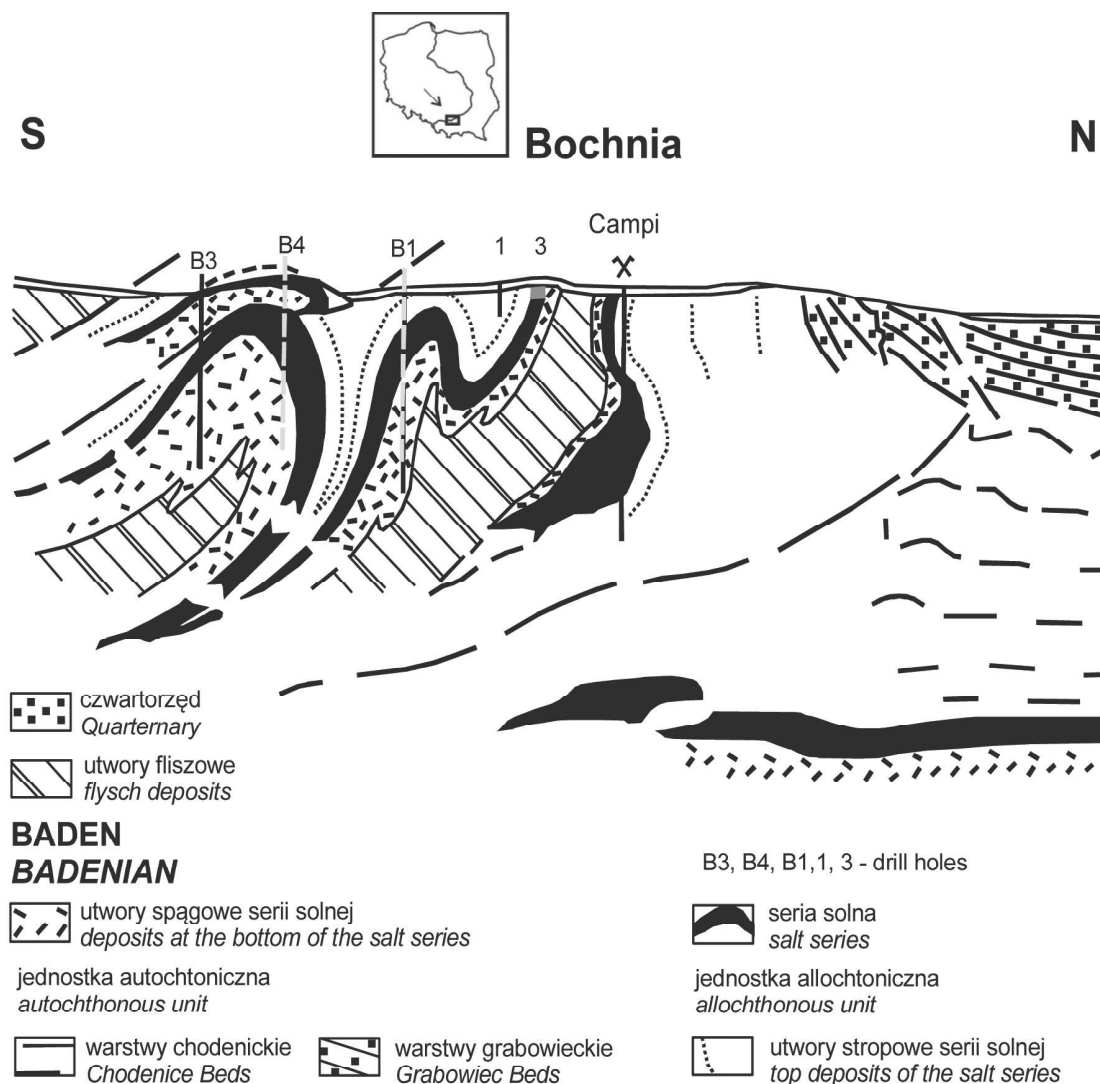 S
Bochnia
N
B3
B4
B1
1
3
Campi
czwartorzęd
Quarternary
utwory fliszowe
flysch deposits
BADEN
BADENIAN
utwory spągowe serii solnej
deposits at the bottom of the salt series
jednostka autochtoniczna
autochthonous unit
warstwy chodenickie
Chodenice Beds
warstwy grabowieckie
Grabowiec Beds
B3, B4, B1,1, 3 - drill holes
seria solna
salt series
jednostka allochtoniczna
allochthonous unit
utwory stropowe serii solnej
top deposits of the salt series